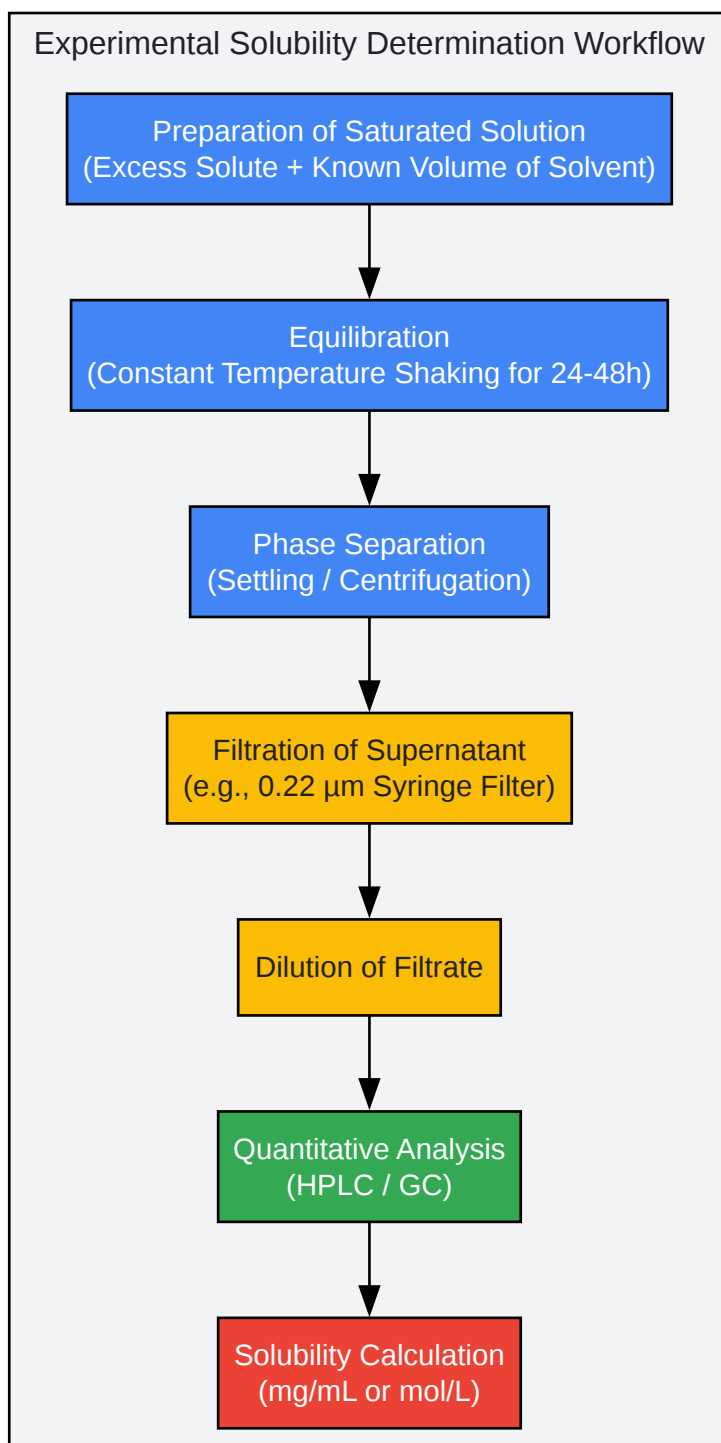 Experimental Solubility Determination Workflow
Preparation of Saturated Solution
(Excess Solute + Known Volume of Solvent)
Equilibration
(Constant Temperature Shaking for 24-48h)
Phase Separation
(Settling / Centrifugation)
Filtration of Supernatant
(e.g., 0.22 µm Syringe Filter)
Dilution of Filtrate
Quantitative Analysis
(HPLC / GC)
Solubility Calculation
(mg/mL or mol/L)